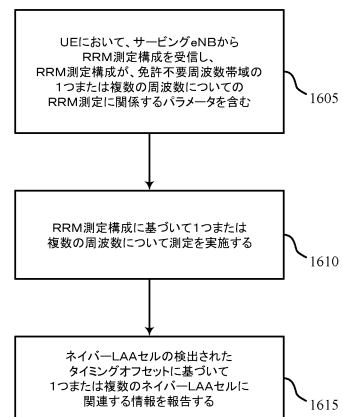 UEにおいて、サービングeNBから
RRM測定構成を受信し、
RRM測定構成が、免許不要周波数帯域の
1つまたは複数の周波数についての
RRM測定に関係するパラメータを含む
1605
RRM測定構成に基づいて1つまたは
複数の周波数について測定を実施する
1610
ネイバーLAAセルの検出された
タイミングオフセットに基づいて
1つまたは複数のネイバーLAAセルに
関連する情報を報告する
1615